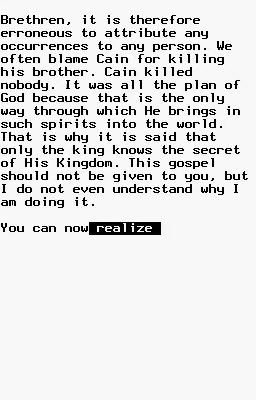 Brethren, it is therefore
erroneous to attribute any
occurrences to any person. We
often blame Cain for killing
his brother. Cain killed
nobody. It was all the plan of
God because that is the only
way through which He brings in
such spirits into the world.
That is why it is said that
only the king knows the secret
of His Kingdom. This gospel
should not be given to you, but
I do not even understand why I
am doing it.
You can now realize